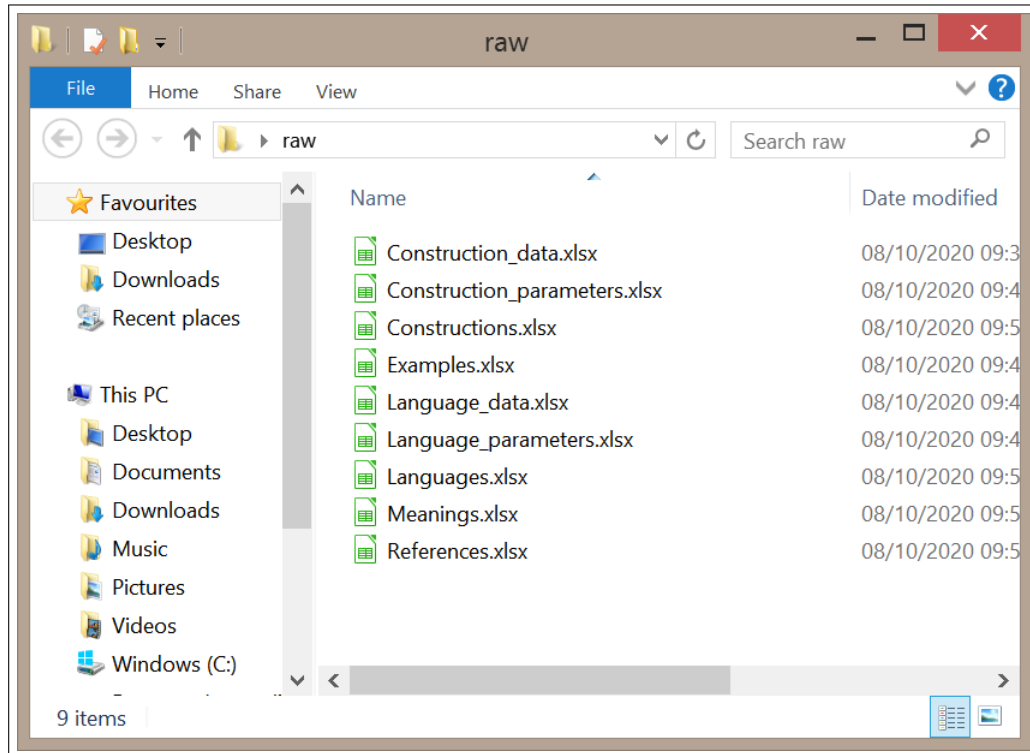 raw
File Home Share View
raw Search raw
Favourites
Desktop
Downloads
Recent places
This PC
Desktop
Documents
Downloads
Music
Pictures
Videos
Windows (C:)
Name Date modified
Construction_data.xlsx 08/10/2020 09:3
Construction_parameters.xlsx 08/10/2020 09:4
Constructions.xlsx 08/10/2020 09:5
Examples.xlsx 08/10/2020 09:4
Language_data.xlsx 08/10/2020 09:4
Language_parameters.xlsx 08/10/2020 09:4
Languages.xlsx 08/10/2020 09:5
Meanings.xlsx 08/10/2020 09:5
References.xlsx 08/10/2020 09:5
9 items